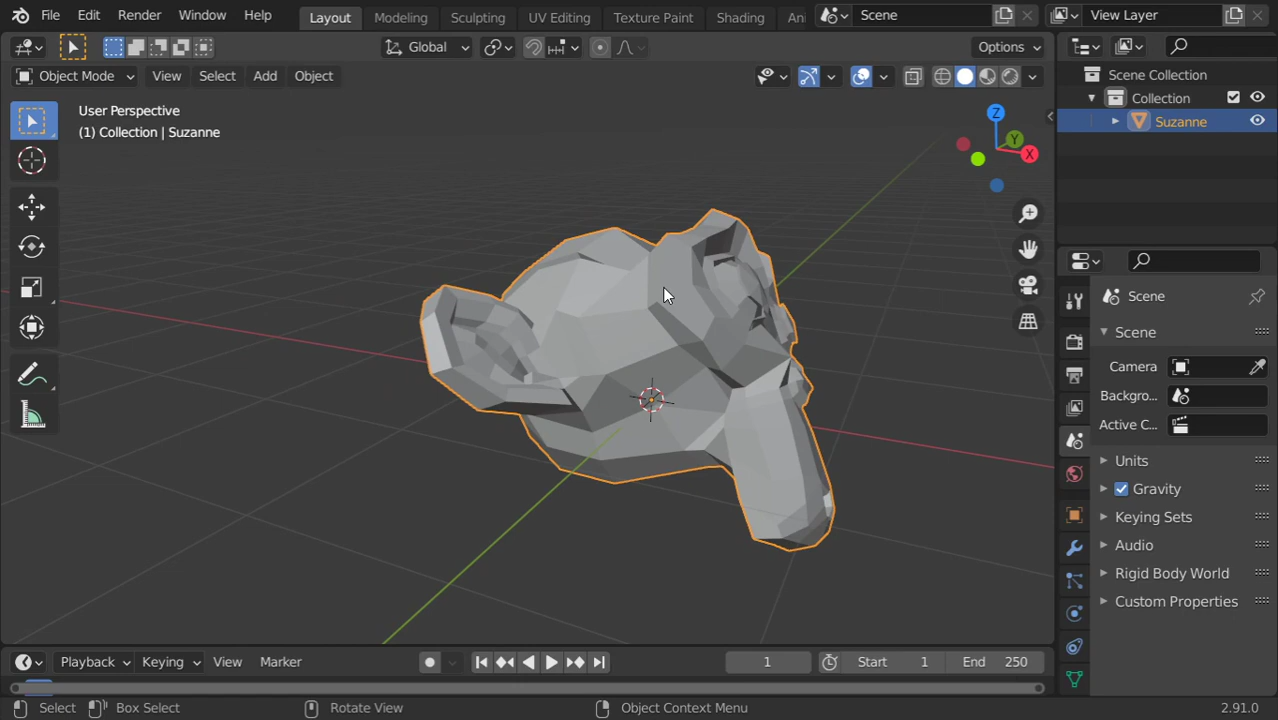 File Edit Render Window Help Layout Modeling Sculpting UV Editing Texture Paint Shading An Scene View Layer
Global Options
Object Mode View Select Add Object
User Perspective
(1) Collection | Suzanne
Z
Y
X
Scene Collection
Collection
Suzanne
Scene
Scene
Camera
Backgro...
Active C...
Units
Gravity
Keying Sets
Audio
Rigid Body World
Custom Properties
Playback Keying View Marker 1 Start 1 End 250
Select Box Select Rotate View Object Context Menu 2.91.0